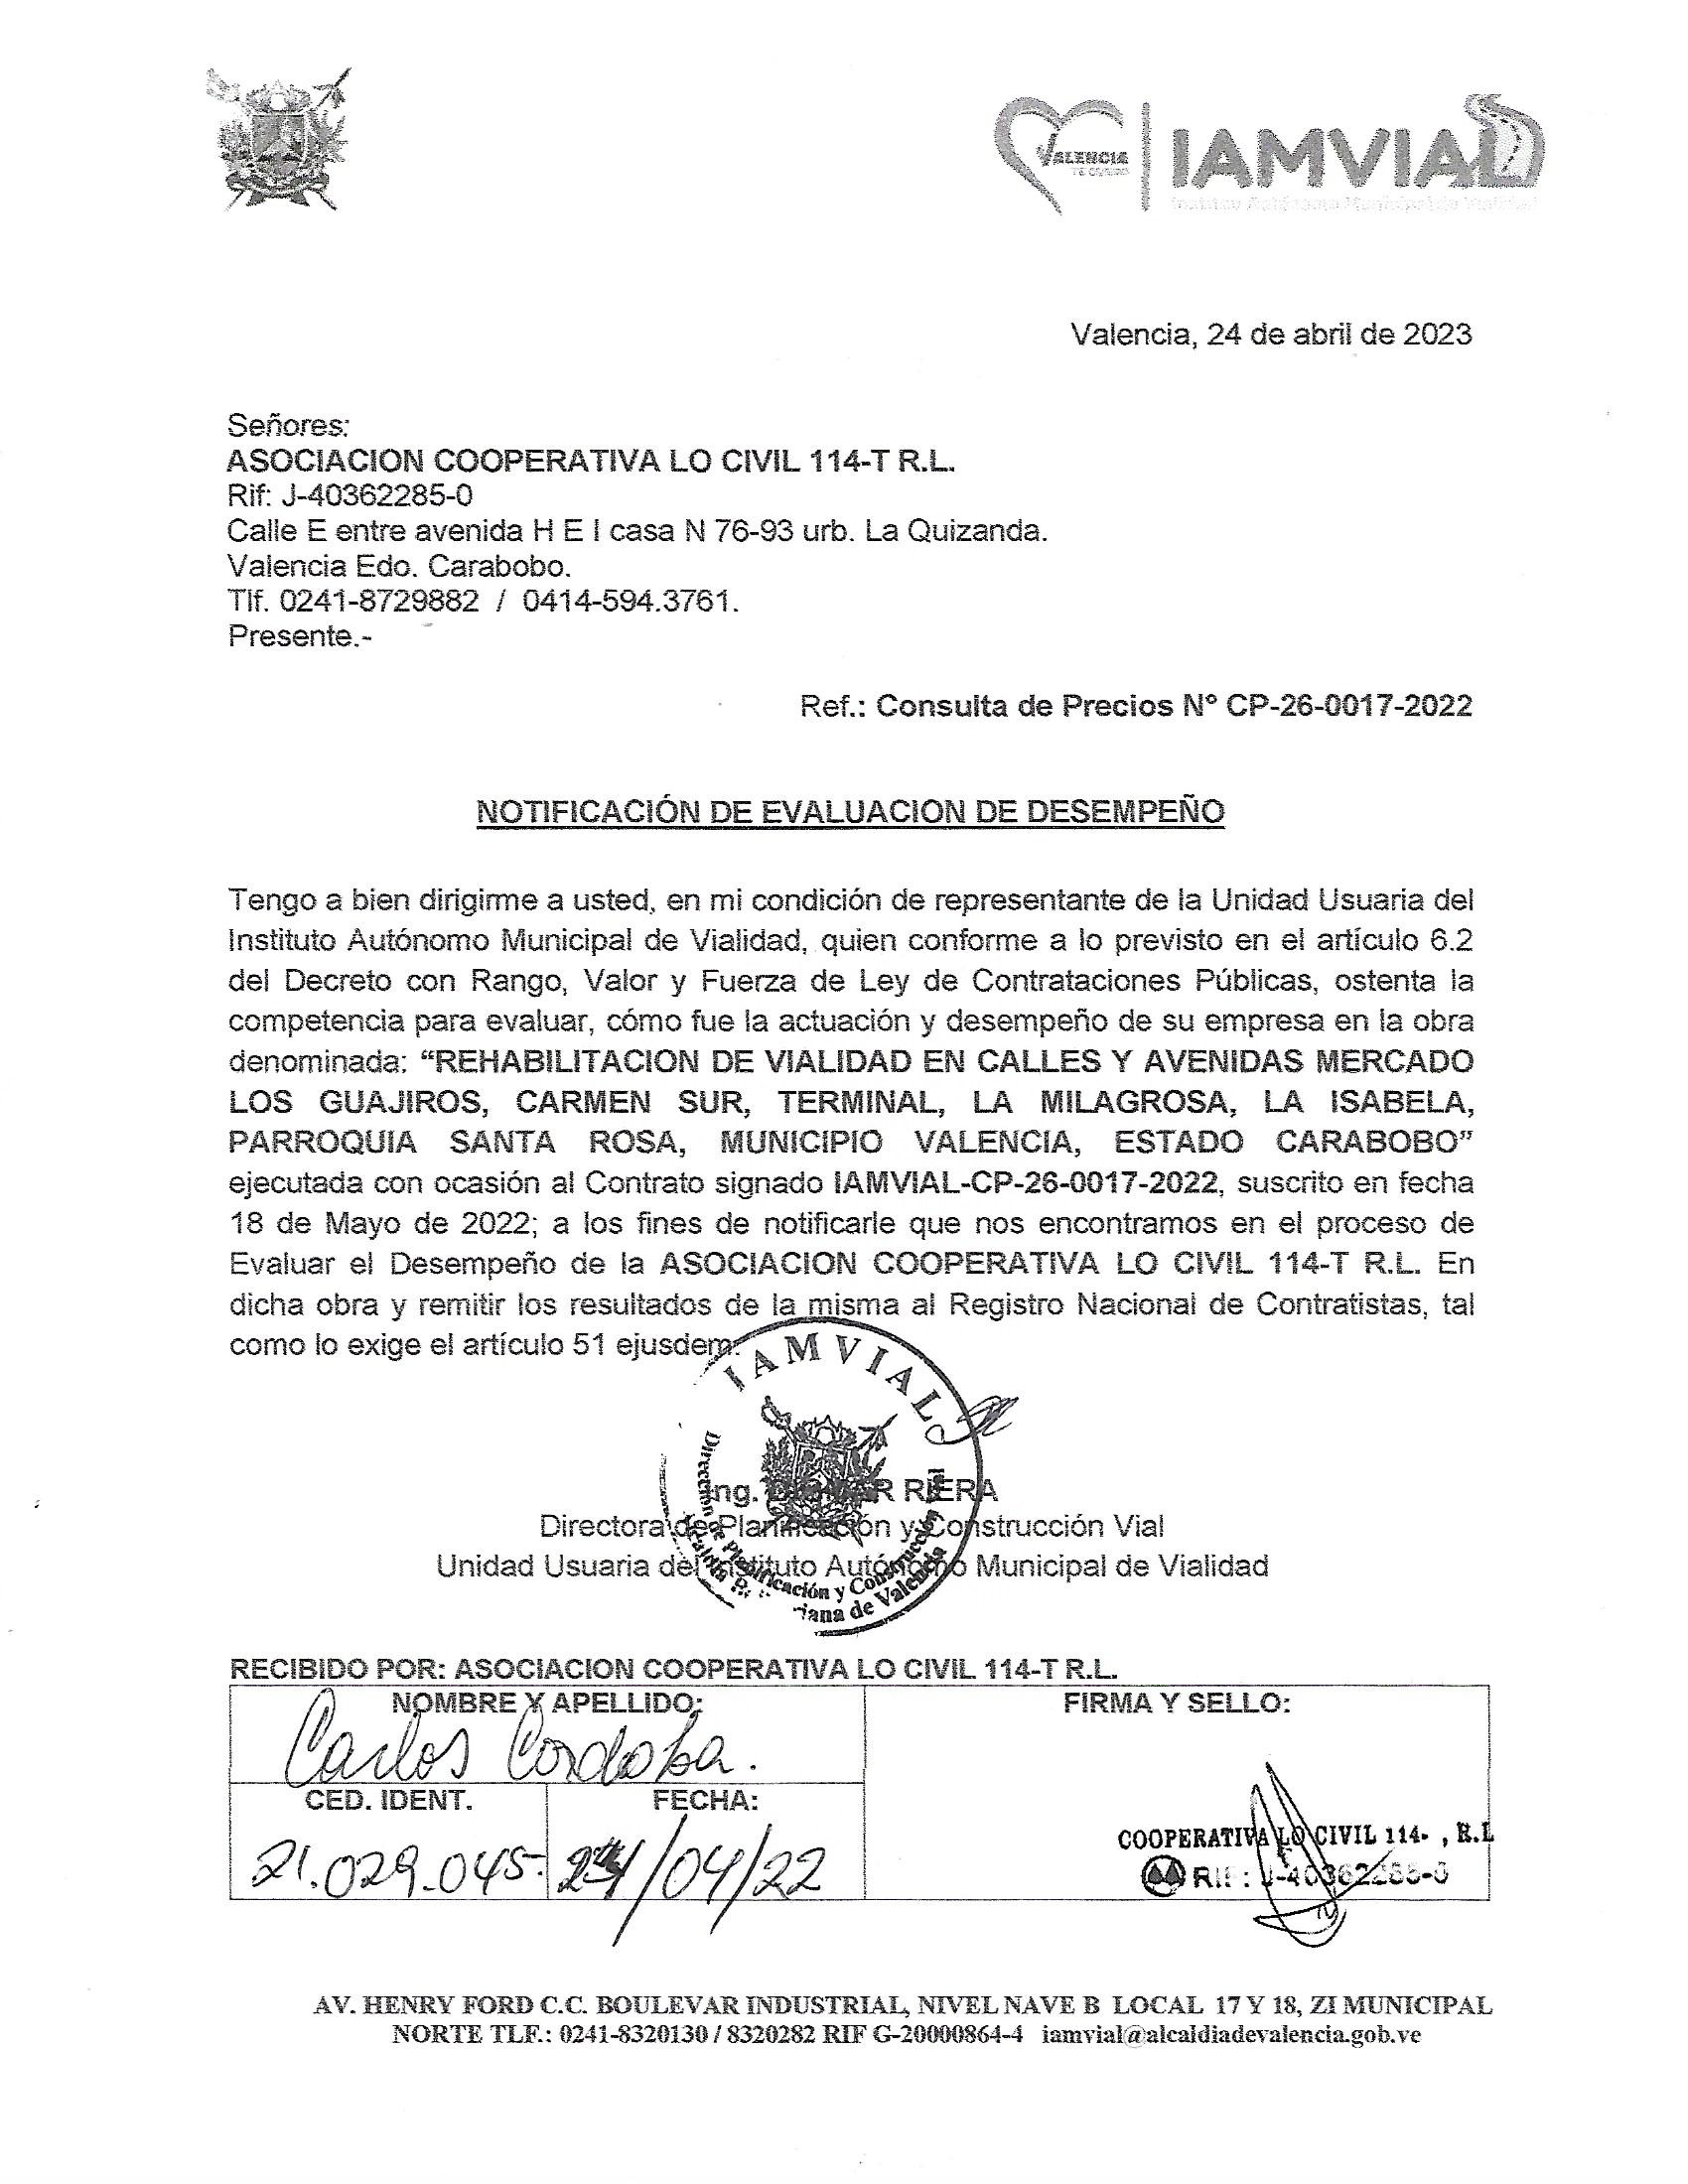 VALENCIA
IAMVIAL
Instituto Autónomo Municipal de Vialidad
Valencia, 24 de abril de 2023
Señores:
ASOCIACION COOPERATIVA LO CIVIL 114-T R.L.
Rif: J-40362285-0
Calle E entre avenida H E I casa N 76-93 urb. La Quizanda.
Valencia Edo. Carabobo.
Tlf. 0241-8729882 / 0414-594.3761.
Presente.-
Ref.: Consulta de Precios N° CP-26-0017-2022
NOTIFICACIÓN DE EVALUACION DE DESEMPEÑO
Tengo a bien dirigirme a usted, en mi condición de representante de la Unidad Usuaria del
Instituto Autónomo Municipal de Vialidad, quien conforme a lo previsto en el artículo 6.2
del Decreto con Rango, Valor y Fuerza de Ley de Contrataciones Públicas, ostenta la
competencia para evaluar, cómo fue la actuación y desempeño de su empresa en la obra
denominada: “REHABILITACION DE VIALIDAD EN CALLES Y AVENIDAS MERCADO
LOS GUAJIROS, CARMEN SUR, TERMINAL, LA MILAGROSA, LA ISABELA,
PARROQUIA SANTA ROSA, MUNICIPIO VALENCIA, ESTADO CARABOBO”
ejecutada con ocasión al Contrato signado IAMVIAL-CP-26-0017-2022, suscrito en fecha
18 de Mayo de 2022; a los fines de notificarle que nos encontramos en el proceso de
Evaluar el Desempeño de la ASOCIACION COOPERATIVA LO CIVIL 114-T R.L. En
dicha obra y remitir los resultados de la misma al Registro Nacional de Contratistas, tal
como lo exige el artículo 51 ejusdem.
IAMVIAL
Dirección de Planificación y Construcción Vial
de Valencia
Ing. RIERA
Directora de Planificación y Construcción Vial
Unidad Usuaria del Instituto Autónomo Municipal de Vialidad
RECIBIDO POR: ASOCIACION COOPERATIVA LO CIVIL 114-T R.L.
NOMBRE Y APELLIDO:
Carlos Cordoba.
FIRMA Y SELLO:
CED. IDENT.
21.029.045.
FECHA:
24/04/22
COOPERATIVA LO CIVIL 114- , R.L
RIF: J-40362285-0
AV. HENRY FORD C.C. BOULEVAR INDUSTRIAL, NIVEL NAVE B LOCAL 17 Y 18, ZI MUNICIPAL
NORTE TLF.: 0241-8320130 / 8320282 RIF G-20000864-4 iamvial@alcaldiadevalencia.gob.ve